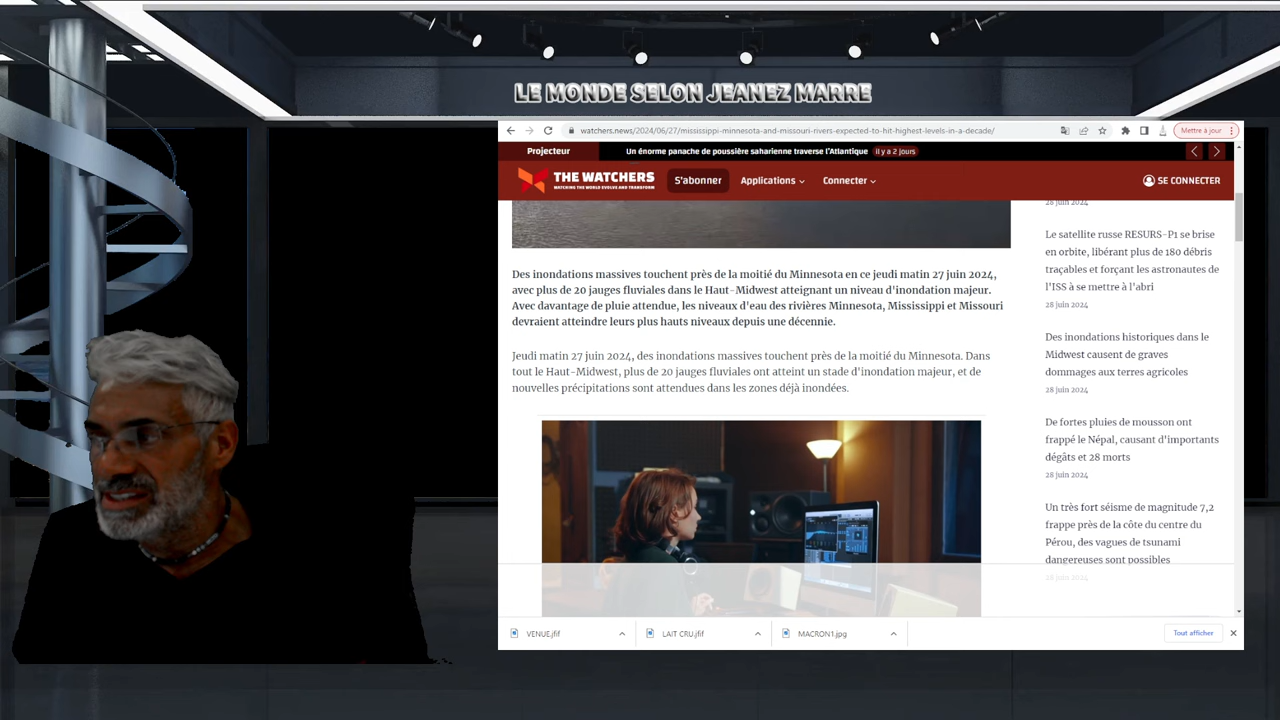 LE MONDE SELON JEANEZ MARRE
watchers.news/2024/06/27/mississippi-minnesota-and-missouri-rivers-expected-to-hit-highest-levels-in-a-decade/
Mettre à jour
Projecteur
Un énorme panache de poussière saharienne traverse l'Atlantique
il y a 2 jours
THE WATCHERS
WATCHING THE WORLD EVOLVE AND TRANSFORM
S'abonner
Applications
Connecter
SE CONNECTER
Des inondations massives touchent près de la moitié du Minnesota en ce jeudi matin 27 juin 2024,
avec plus de 20 jauges fluviales dans le Haut-Midwest atteignant un niveau d'inondation majeur.
Avec davantage de pluie attendue, les niveaux d'eau des rivières Minnesota, Mississippi et Missouri
devraient atteindre leurs plus hauts niveaux depuis une décennie.
Jeudi matin 27 juin 2024, des inondations massives touchent près de la moitié du Minnesota. Dans
tout le Haut-Midwest, plus de 20 jauges fluviales ont atteint un stade d'inondation majeur, et de
nouvelles précipitations sont attendues dans les zones déjà inondées.
28 juin 2024
Le satellite russe RESURS-P1 se brise
en orbite, libérant plus de 180 débris
traçables et forçant les astronautes de
l'ISS à se mettre à l'abri
28 juin 2024
Des inondations historiques dans le
Midwest causent de graves
dommages aux terres agricoles
28 juin 2024
De fortes pluies de mousson ont
frappé le Népal, causant d'importants
dégâts et 28 morts
28 juin 2024
Un très fort séisme de magnitude 7,2
frappe près de la côte du centre du
Pérou, des vagues de tsunami
dangereuses sont possibles
28 juin 2024
VENUE.jfif
LAIT CRU.jfif
MACRON1.jpg
Tout afficher